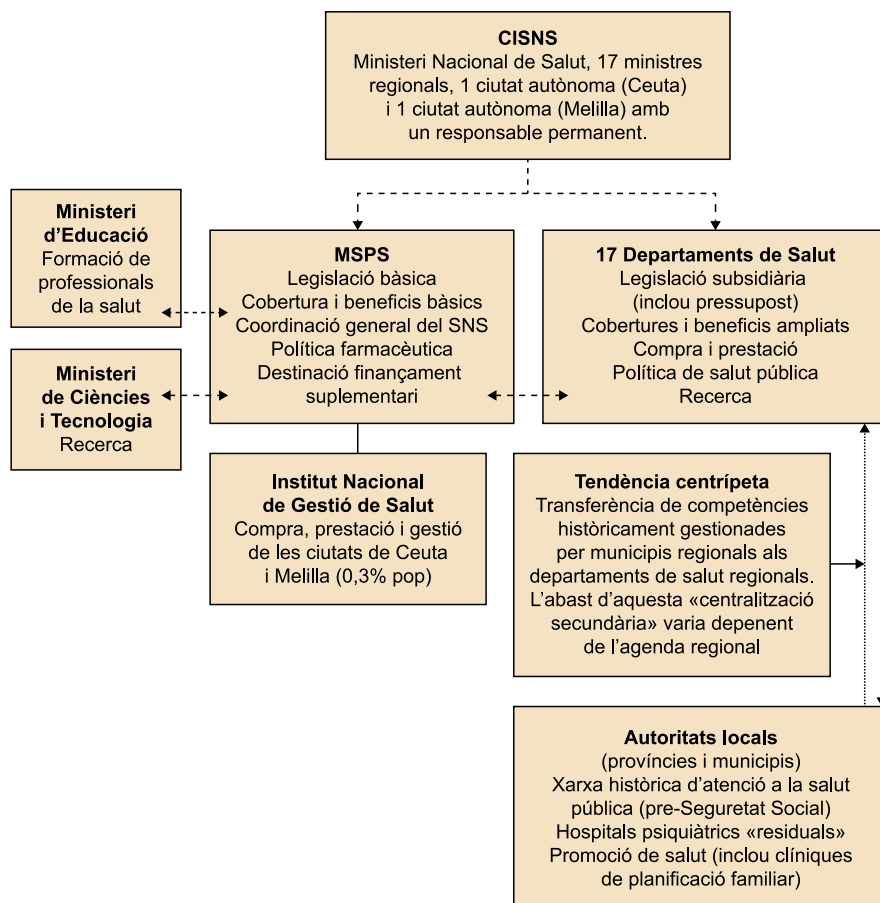 CISNS
Ministeri Nacional de Salut, 17 ministres
regionals, 1 ciutat autònoma (Ceuta)
i 1 ciutat autònoma (Melilla) amb
un responsable permanent.
Ministeri
d’Educació
Formació de
professionals
de la salut
MSPS
Legislació bàsica
Cobertura i beneficis bàsics
Coordinació general del SNS
Política farmacèutica
Destinació finançament
suplementari
17 Departaments de Salut
Legislació subsidiària
(inclou pressupost)
Cobertures i beneficis ampliats
Compra i prestació
Política de salut pública
Recerca
Ministeri
de Ciències
i Tecnologia
Recerca
Institut Nacional
de Gestió de Salut
Compra, prestació i gestió
de les ciutats de Ceuta
i Melilla (0,3% pop)
Tendència centrípeta
Transferència de competències
històricament gestionades
per municipis regionals als
departaments de salut regionals.
L’abast d’aquesta «centralització
secundària» varia depenent
de l’agenda regional
Autoritats locals
(províncies i municipis)
Xarxa històrica d’atenció a la salut
pública (pre-Seguretat Social)
Hospitals psiquiàtrics «residuals»
Promoció de salut (inclou clíniques
de planificació familiar)